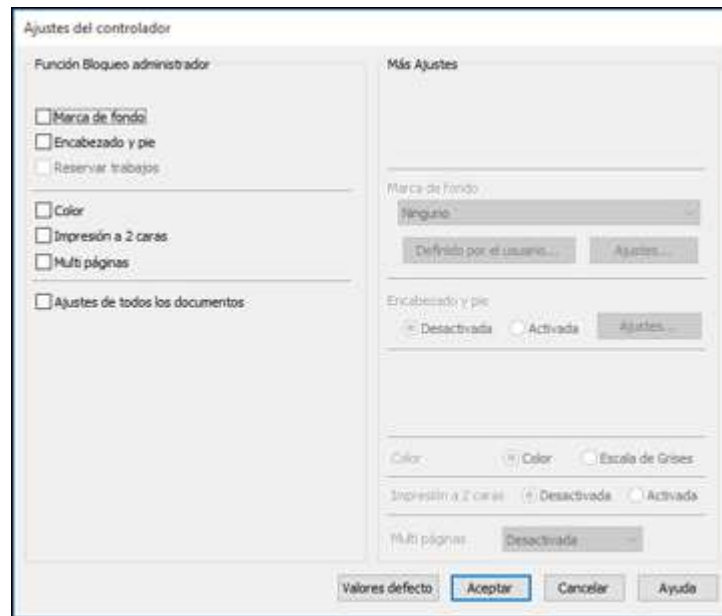 Ajustes del controlador
Función Bloqueo administrador
Marca de fondo
Encabezado y pie
Reservar trabajos
Color
Impresión a 2 caras
Multi páginas
Ajustes de todos los documentos
Más Ajustes
Marca de fondo
Ninguno
Definido por el usuario... Ajustes...
Encabezado y pie
Desactivada Activada Ajustes...
Color Color Escala de Grises
Impresión a 2 caras Desactivada Activada
Multi páginas Desactivada
Valores defecto Aceptar Cancelar Ayuda